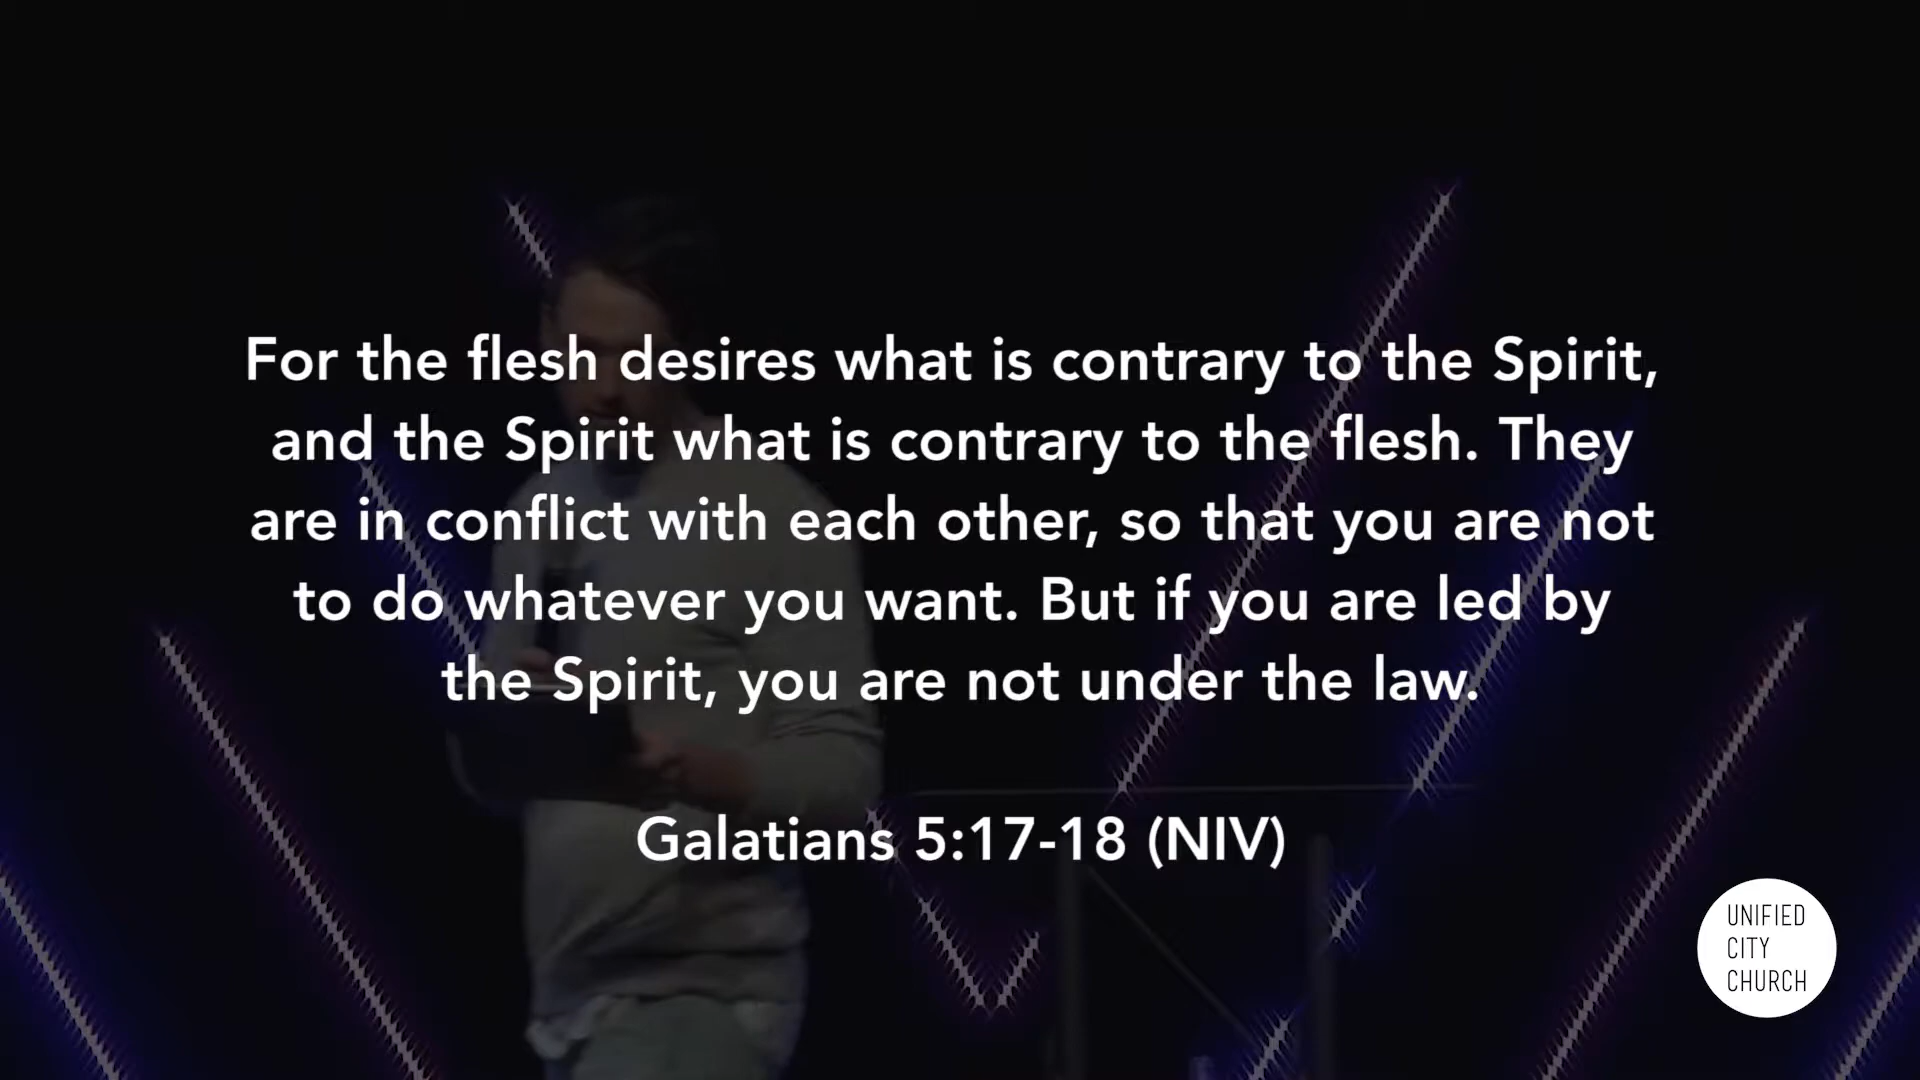 For the flesh desires what is contrary to the Spirit,
and the Spirit what is contrary to the flesh. They
are in conflict with each other, so that you are not
to do whatever you want. But if you are led by
the Spirit, you are not under the law.
Galatians 5:17-18 (NIV)
UNIFIED
CITY
CHURCH